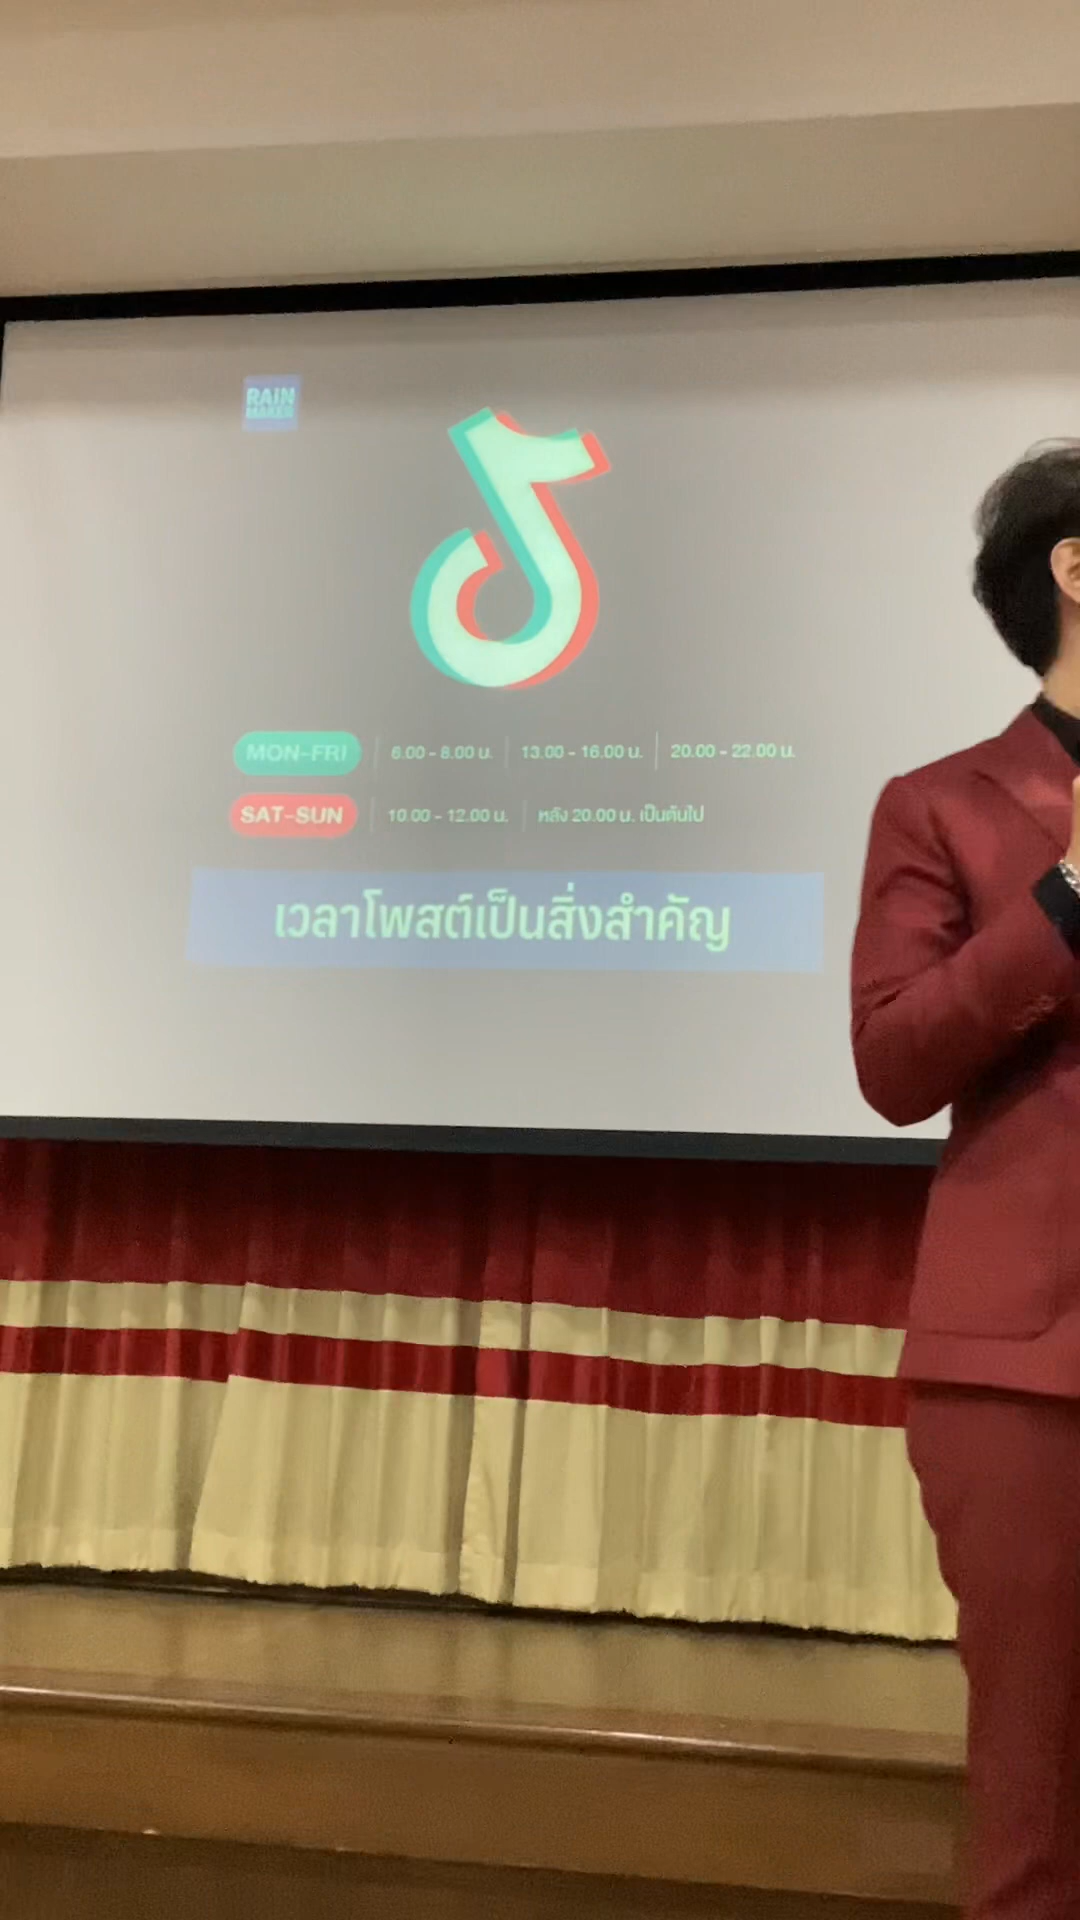 RAiN
MAKER
MON-FRI 6.00 - 8.00 น. 13.00 - 16.00 น. 20.00 - 22.00 น.
SAT-SUN 10.00 - 12.00 น. หลัง 20.00 น. เป็นต้นไป
เวลาโพสต์เป็นสิ่งสำคัญ